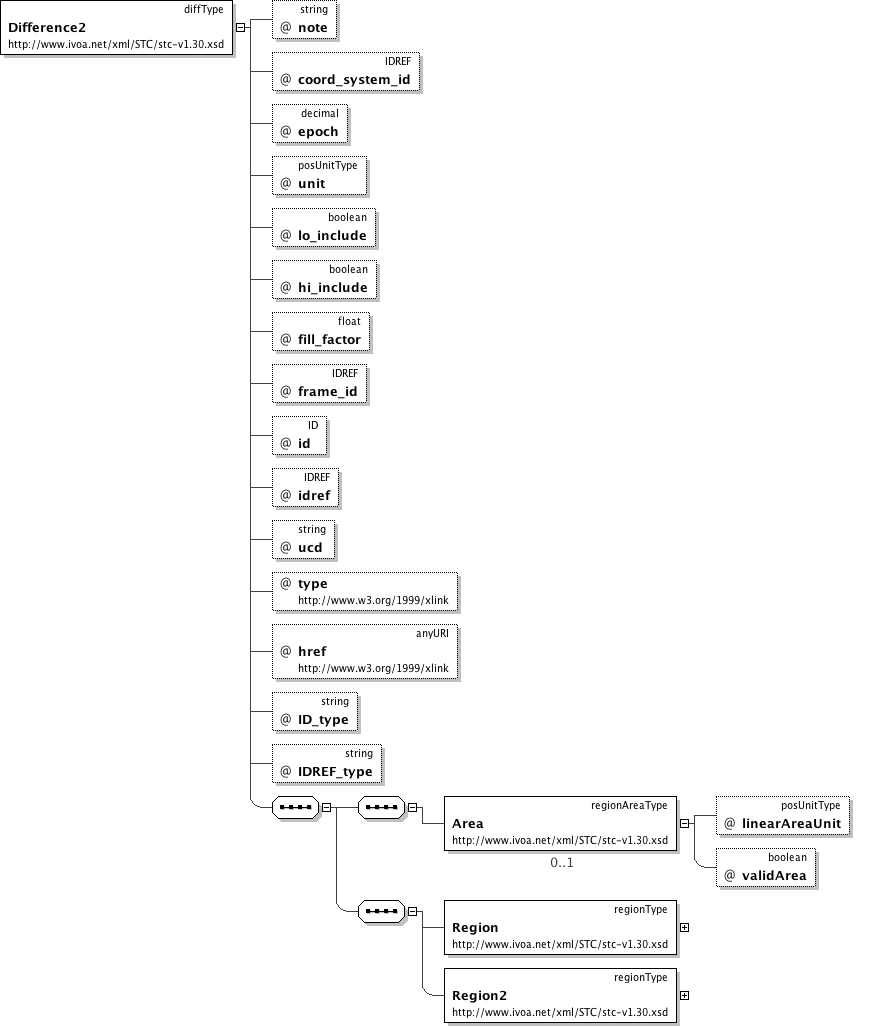 diffType
Difference2
http://www.ivoa.net/xml/STC/stc-v1.30.xsd
string
@ note
IDREF
@ coord_system_id
decimal
@ epoch
posUnitType
@ unit
boolean
@ lo_include
boolean
@ hi_include
float
@ fill_factor
IDREF
@ frame_id
ID
@ id
IDREF
@ idref
string
@ ucd
@ type
http://www.w3.org/1999/xlink
anyURI
@ href
http://www.w3.org/1999/xlink
string
@ ID_type
string
@ IDREF_type
regionAreaType
Area
http://www.ivoa.net/xml/STC/stc-v1.30.xsd
0..1
posUnitType
@ linearAreaUnit
boolean
@ validArea
regionType
Region
http://www.ivoa.net/xml/STC/stc-v1.30.xsd
regionType
Region2
http://www.ivoa.net/xml/STC/stc-v1.30.xsd